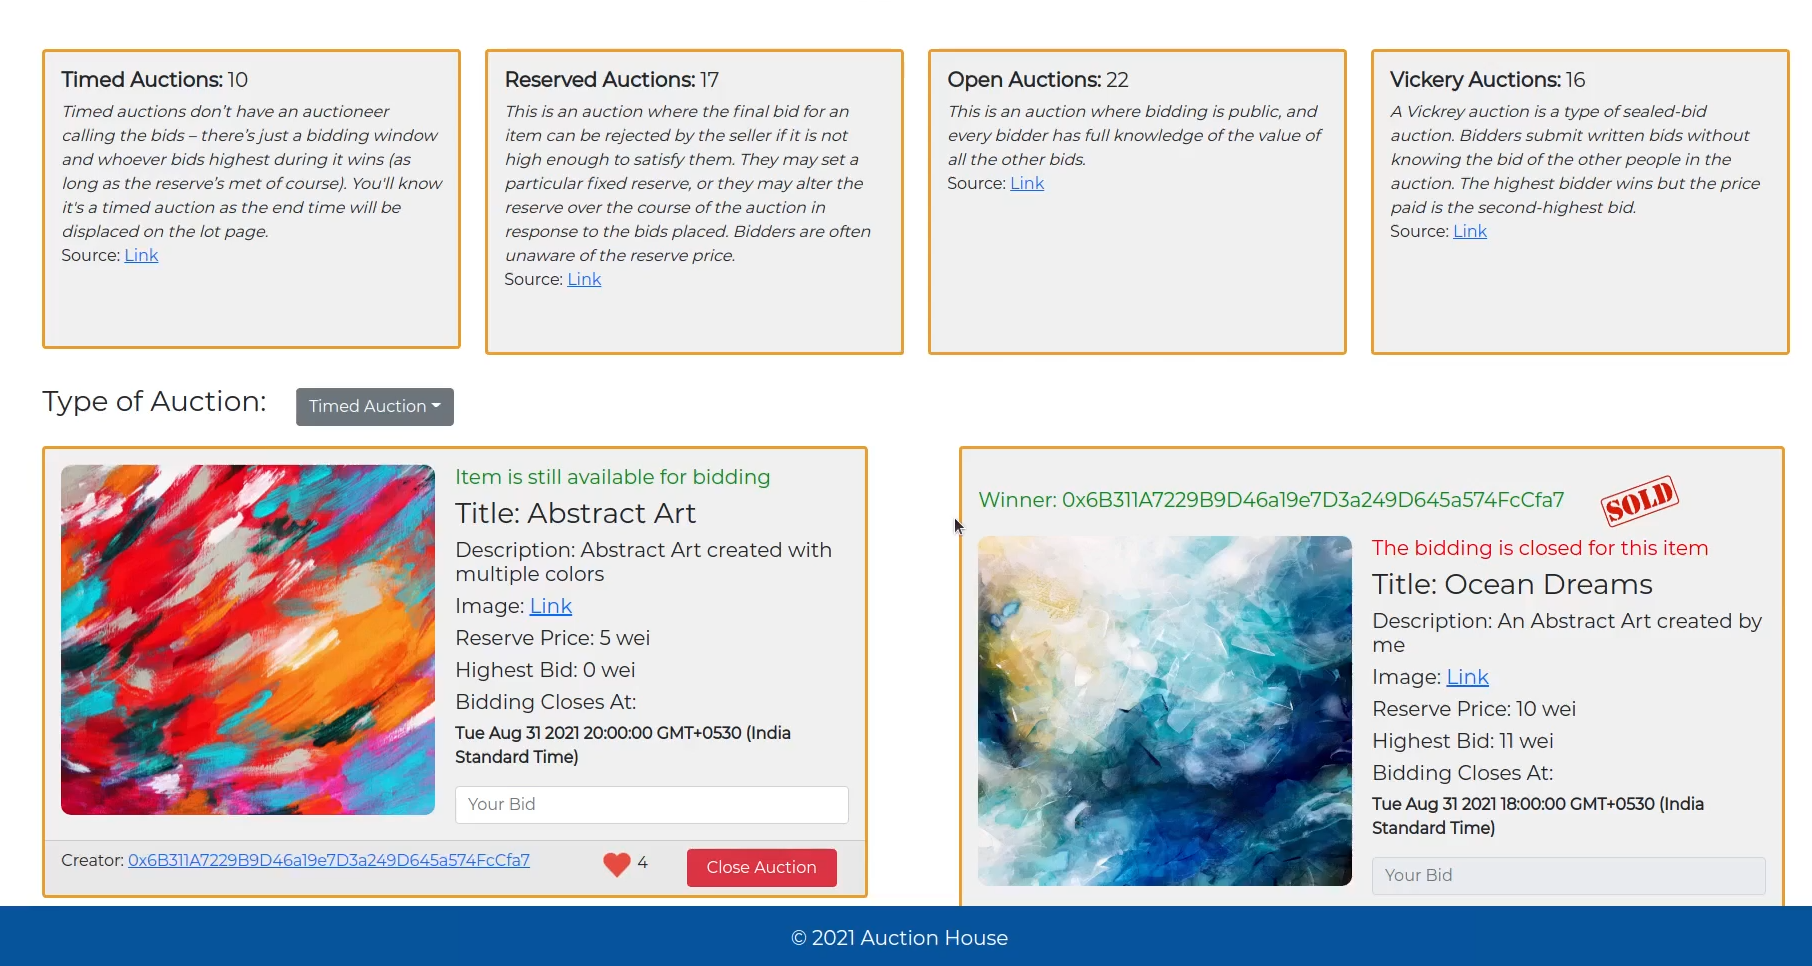 Timed Auctions: 10
Timed auctions don’t have an auctioneer
calling the bids – there’s just a bidding window
and whoever bids highest during it wins (as
long as the reserve’s met of course). You'll know
it's a timed auction as the end time will be
displaced on the lot page.
Source: Link
Reserved Auctions: 17
This is an auction where the final bid for an
item can be rejected by the seller if it is not
high enough to satisfy them. They may set a
particular fixed reserve, or they may alter the
reserve over the course of the auction in
response to the bids placed. Bidders are often
unaware of the reserve price.
Source: Link
Open Auctions: 22
This is an auction where bidding is public, and
every bidder has full knowledge of the value of
all the other bids.
Source: Link
Vickery Auctions: 16
A Vickrey auction is a type of sealed-bid
auction. Bidders submit written bids without
knowing the bid of the other people in the
auction. The highest bidder wins but the price
paid is the second-highest bid.
Source: Link
Type of Auction:
Timed Auction
Item is still available for bidding
Title: Abstract Art
Description: Abstract Art created with
multiple colors
Image: Link
Reserve Price: 5 wei
Highest Bid: 0 wei
Bidding Closes At:
Tue Aug 31 2021 20:00:00 GMT+0530 (India
Standard Time)
Your Bid
Creator: 0x6B311A7229B9D46a19e7D3a249D645a574FcCfa7
4
Close Auction
Winner: 0x6B311A7229B9D46a19e7D3a249D645a574FcCfa7
SOLD
The bidding is closed for this item
Title: Ocean Dreams
Description: An Abstract Art created by
me
Image: Link
Reserve Price: 10 wei
Highest Bid: 11 wei
Bidding Closes At:
Tue Aug 31 2021 18:00:00 GMT+0530 (India
Standard Time)
Your Bid
© 2021 Auction House